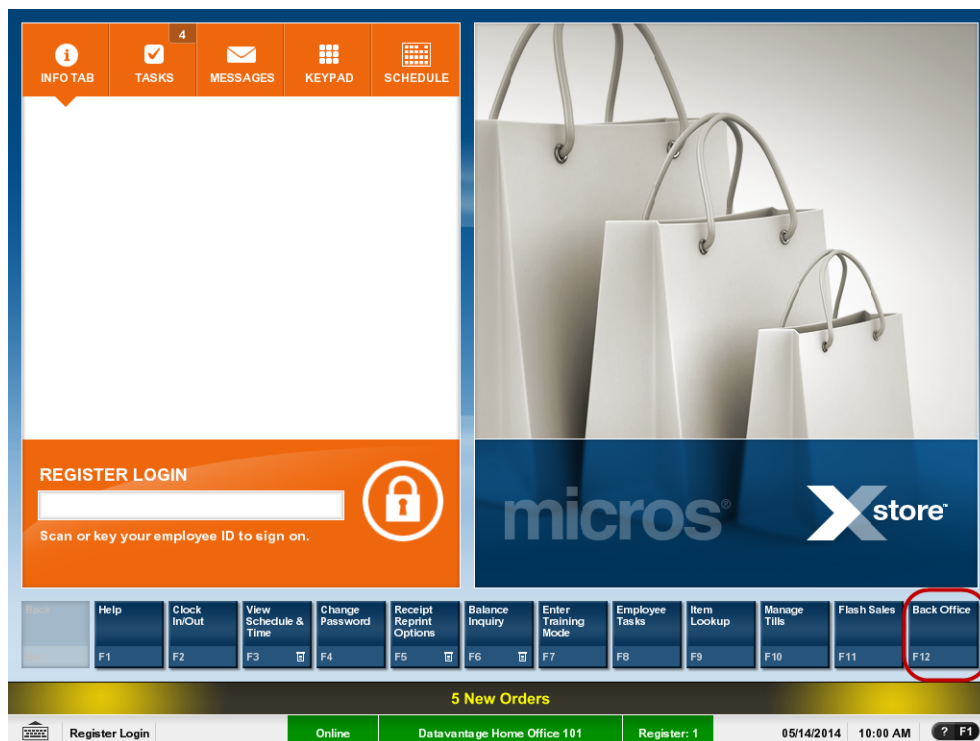 4
INFO TAB
TASKS
MESSAGES
KEYPAD
SCHEDULE
REGISTER LOGIN
Scan or key your employee ID to sign on.
micros®
Xstore™
Back
Help
F1
Clock
In/Out
F2
View
Schedule &
Time
F3
Change
Password
F4
Receipt
Reprint
Options
F5
Balance
Inquiry
F6
Enter
Training
Mode
F7
Employee
Tasks
F8
Item
Lookup
F9
Manage
Tills
F10
Flash Sales
F11
Back Office
F12
5 New Orders
Register Login
Online
Datavantage Home Office 101
Register: 1
05/14/2014
10:00 AM
? F1